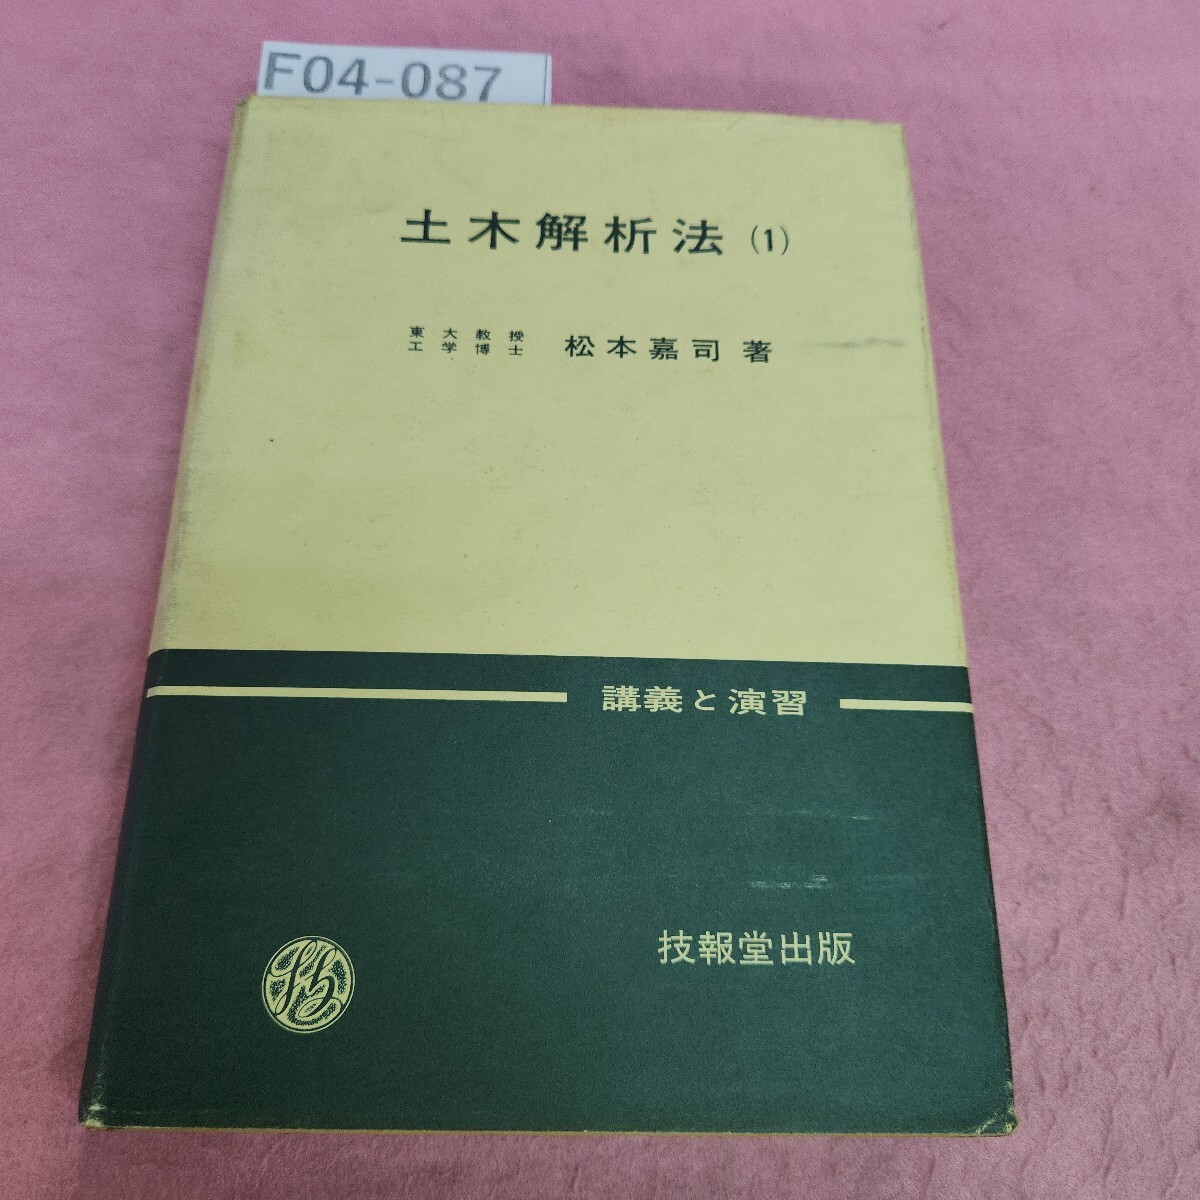 F04-087
土木解析法(1)
東大教授
工学博士
松本嘉司著
講義と演習
技報堂出版